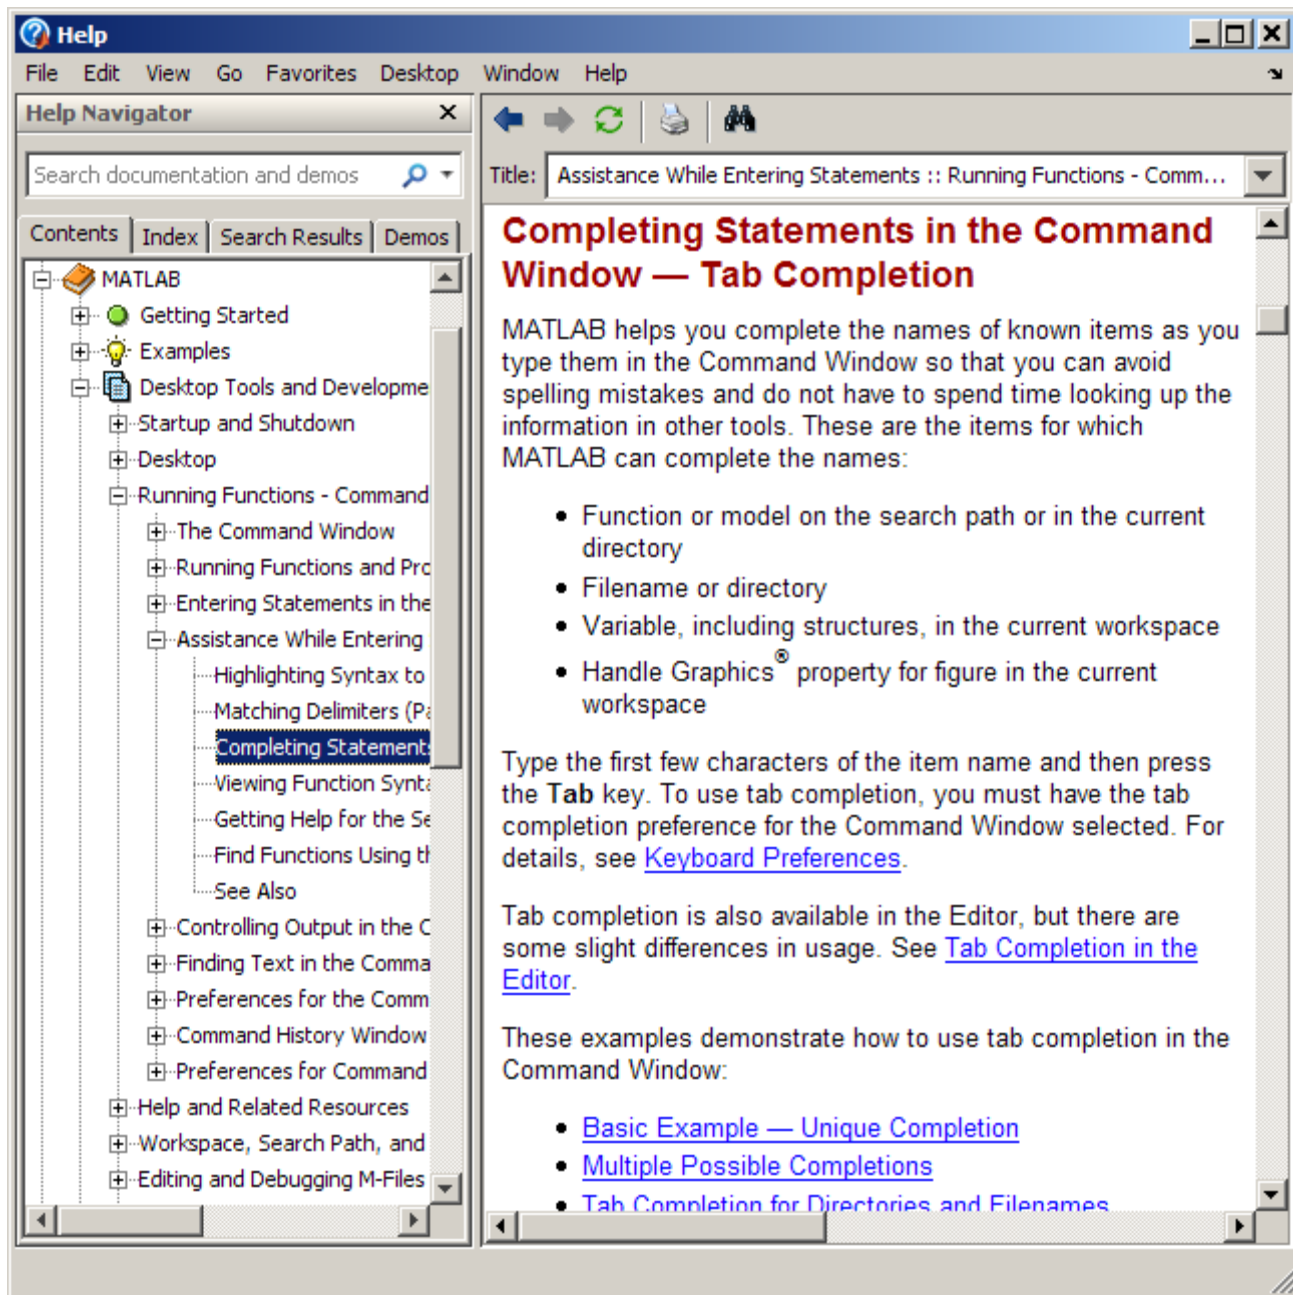 Help
File Edit View Go Favorites Desktop Window Help
Help Navigator
Search documentation and demos
Contents Index Search Results Demos
MATLAB
Getting Started
Examples
Desktop Tools and Developme
Startup and Shutdown
Desktop
Running Functions - Command
The Command Window
Running Functions and Pro
Entering Statements in the
Assistance While Entering
Highlighting Syntax to
Matching Delimiters (Pa
Completing Statements
Viewing Function Synta
Getting Help for the Se
Find Functions Using th
See Also
Controlling Output in the C
Finding Text in the Comma
Preferences for the Comm
Command History Window
Preferences for Command
Help and Related Resources
Workspace, Search Path, and
Editing and Debugging M-Files
Title: Assistance While Entering Statements :: Running Functions - Comm...
Completing Statements in the Command
Window — Tab Completion
MATLAB helps you complete the names of known items as you
type them in the Command Window so that you can avoid
spelling mistakes and do not have to spend time looking up the
information in other tools. These are the items for which
MATLAB can complete the names:
• Function or model on the search path or in the current
directory
• Filename or directory
• Variable, including structures, in the current workspace
• Handle Graphics® property for figure in the current
workspace
Type the first few characters of the item name and then press
the Tab key. To use tab completion, you must have the tab
completion preference for the Command Window selected. For
details, see Keyboard Preferences.
Tab completion is also available in the Editor, but there are
some slight differences in usage. See Tab Completion in the
Editor.
These examples demonstrate how to use tab completion in the
Command Window:
• Basic Example — Unique Completion
• Multiple Possible Completions
• Tab Completion for Directories and Filenames